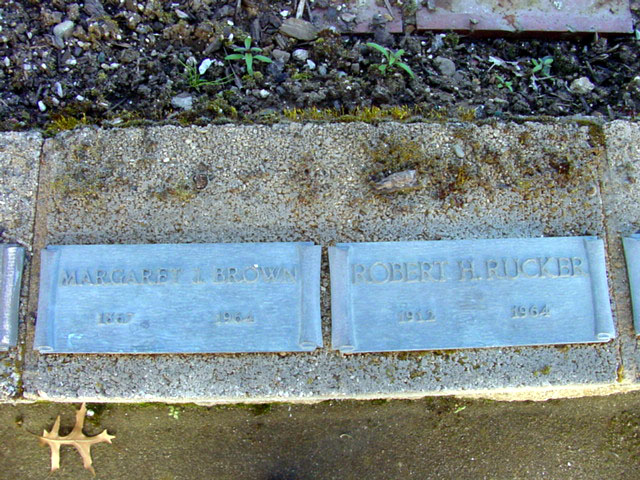 MARGARET J. BROWN
1964
ROBERT H. RUCKER
1912 1964